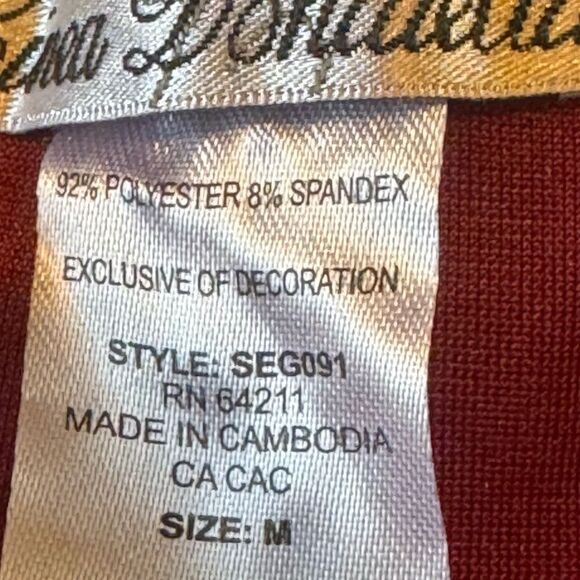 92% POLYESTER 8% SPANDEX
EXCLUSIVE OF DECORATION
STYLE: SEG091
RN 64211
MADE IN CAMBODIA
CA CAC
SIZE: M